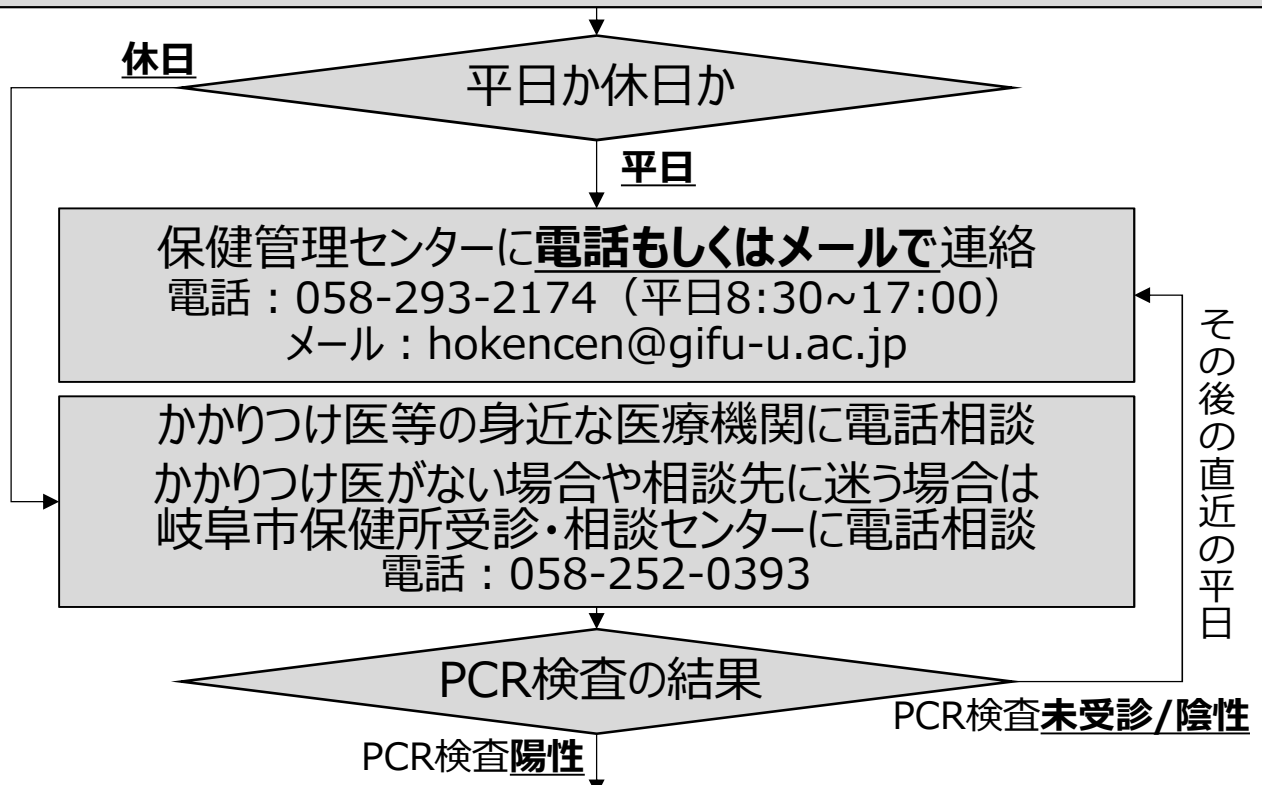 休日
平日か休日か
平日
保健管理センターに電話もしくはメールで連絡
電話：058-293-2174（平日8:30~17:00）
メール：hokencen@gifu-u.ac.jp
かかりつけ医等の身近な医療機関に電話相談
かかりつけ医がない場合や相談先に迷う場合は
岐阜市保健所受診・相談センターに電話相談
電話：058-252-0393
その後の直近の平日
PCR検査の結果
PCR検査未受診/陰性
PCR検査陽性